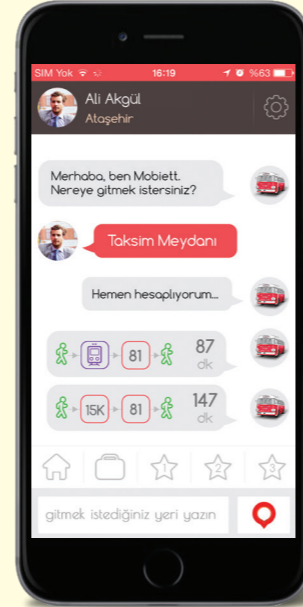 SIM Yok 16:19 %63
Ali Akgül
Ataşehir
Merhaba, ben Mobiett.
Nereye gitmek istersiniz?
Taksim Meydanı
Hemen hesaplıyorum...
81 87
dk
15K 81 147
dk
1 2 3
gitmek istediğiniz yeri yazın